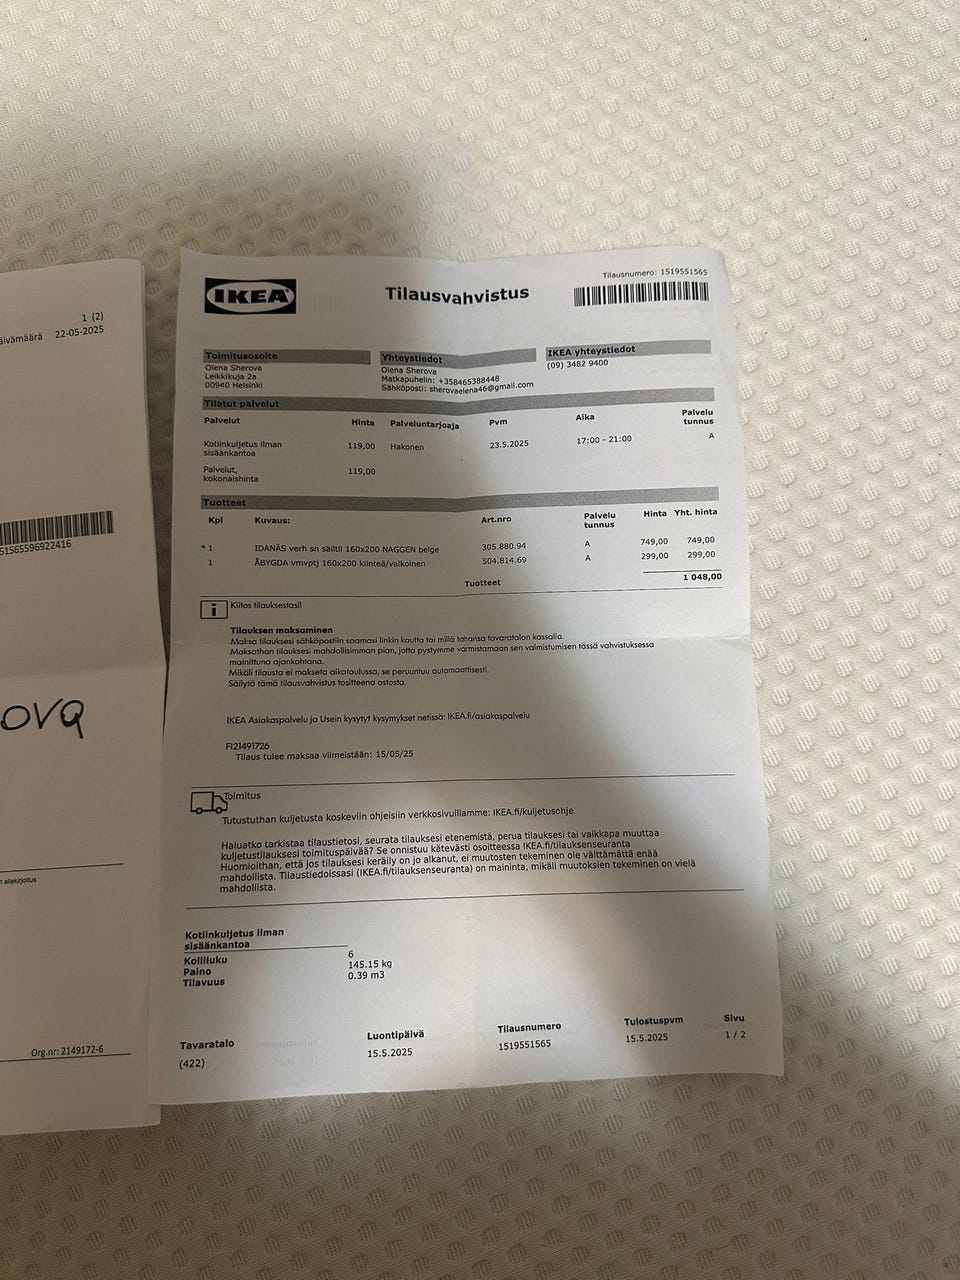 1 (2)
22-05-2025
51565596922416
ova
Org.nr: 2149172-6
IKEA
Tilausvahvistus
Tilausnumero: 1519551565
Toimitusosoite
Olena Sherova
Leikkikuja 2a
00940 Helsinki
Yhteystiedot
Olena Sherova
Matkapuhelin: +358465388448
Sähköposti: sherovaelena46@gmail.com
IKEA yhteystiedot
(09) 3482 9400
Tilatut palvelut
Palvelut Hinta Palveluntarjoaja Pvm Aika Palvelu tunnus
Kotiinkuljetus ilman 119,00 Hakonen 23.5.2025 17:00 - 21:00 A
sisäänkantoa
Palvelut, 119,00
kokonaishinta
Tuotteet
Kpl Kuvaus: Art.nro Palvelu tunnus Hinta Yht. hinta
* 1 IDANÄS verh sn säiltil 160x200 NAGGEN beige 305.880.94 A 749,00 749,00
1 ÅBYGDA vmvptj 160x200 kiinteä/valkoinen 504.814.69 A 299,00 299,00
Tuotteet 1 048,00
i Kiitos tilauksestasi!
Tilauksen maksaminen
Maksa tilauksesi sähköpostiin saamasi linkin kautta tai millä tahansa tavaratalon kassalla.
Maksathan tilauksesi mahdollisimman pian, jotta pystymme varmistamaan sen valmistumisen tässä vahvistuksessa
mainittuna ajankohtana.
Mikäli tilausta ei makseta aikataulussa, se peruuntuu automaattisesti.
Säilytä tämä tilausvahvistus tositteena ostosta.
IKEA Asiakaspalvelu ja Usein kysytyt kysymykset netissä: IKEA.fi/asiakaspalvelu
FI21491726
Tilaus tulee maksaa viimeistään: 15/05/25
Toimitus
Tutustuthan kuljetusta koskeviin ohjeisiin verkkosivuillamme: IKEA.fi/kuljetusohje
Haluatko tarkistaa tilaustietosi, seurata tilauksesi etenemistä, perua tilauksesi tai vaikkapa muuttaa
kuljetustilauksesi toimituspäivää? Se onnistuu kätevästi osoitteessa IKEA.fi/tilauksenseuranta
Huomioithan, että jos tilauksesi keräily on jo alkanut, ei muutosten tekeminen ole välttämättä enää
mahdollista. Tilaustiedoissasi (IKEA.fi/tilauksenseuranta) on maininta, mikäli muutoksien tekeminen on vielä
mahdollista.
Kotiinkuljetus ilman
sisäänkantoa
Kolliluku 6
Paino 145.15 kg
Tilavuus 0.39 m3
Tavaratalo Luontipäivä Tilausnumero Tulostuspvm Sivu
(422) 15.5.2025 1519551565 15.5.2025 1 / 2